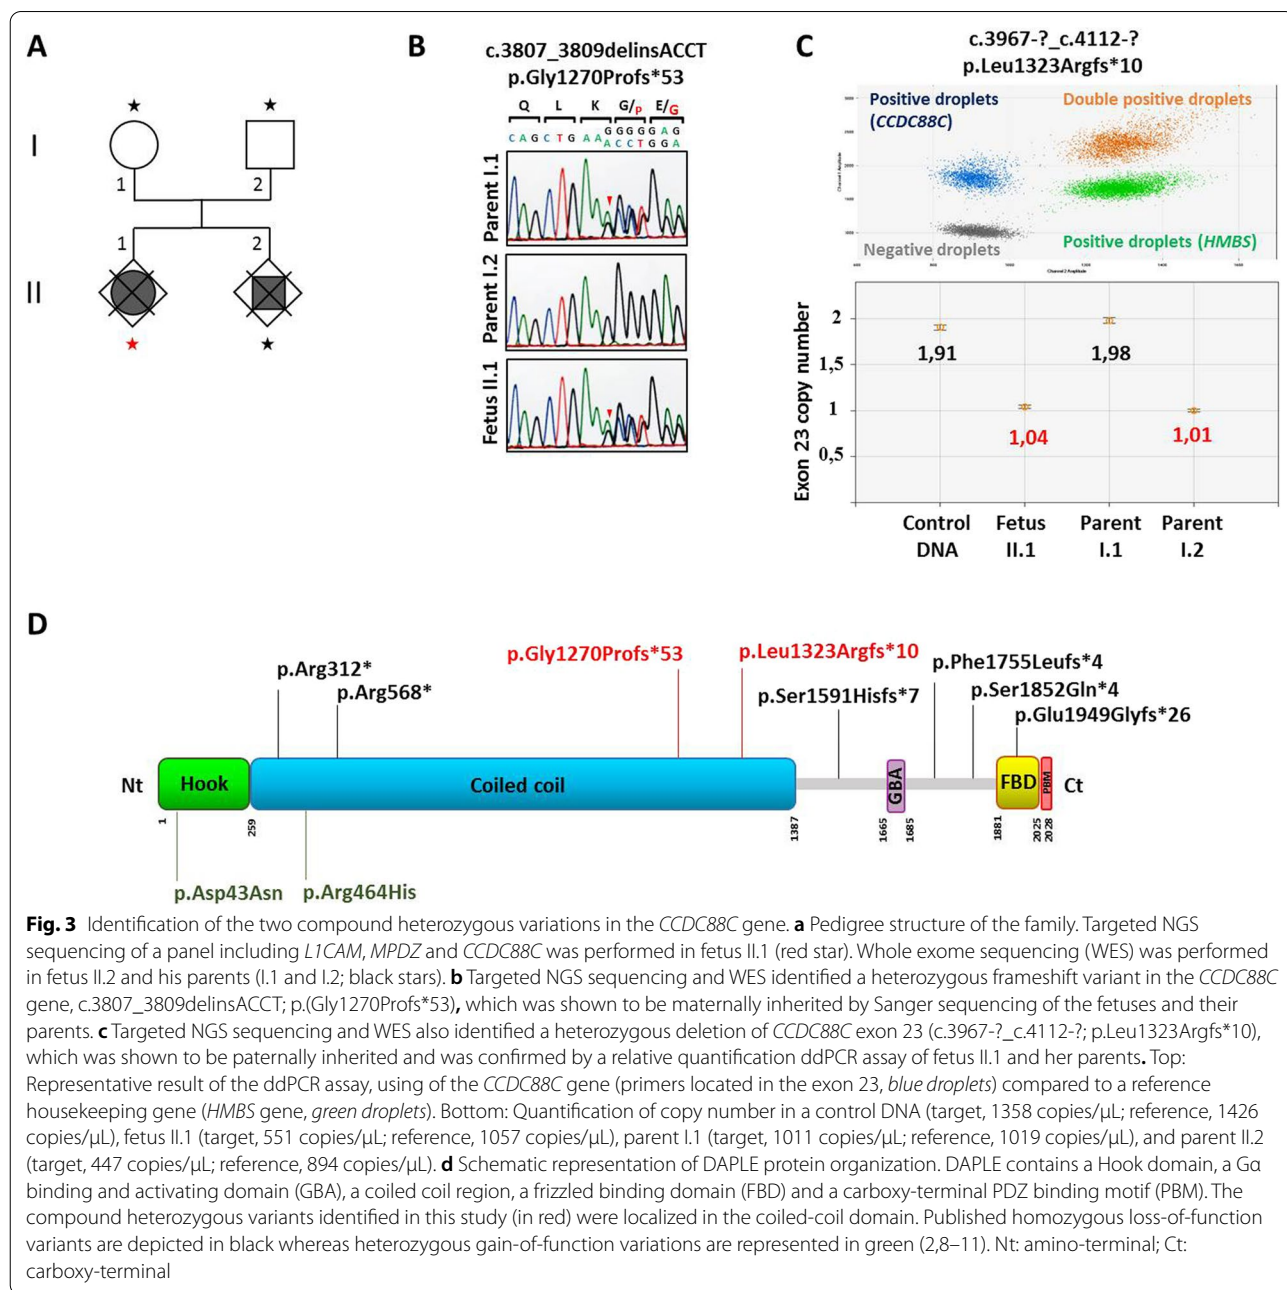 A
I
1
2
1
2
II
B
c.3807_3809delinsACCT
p.Gly1270Profs*53
Q L K G/P E/G
CAGCTGAAGGGGGAG
ACCTGGA
Parent I.1
Parent I.2
Fetus II.1
C
c.3967-?_c.4112-?
p.Leu1323Argfs*10
Positive droplets
(CCDC88C)
Double positive droplets
Negative droplets
Positive droplets (HMBS)
Exon 23 copy number
2
1,5
1
0,5
1,91
1,04
1,98
1,01
Control DNA
Fetus II.1
Parent I.1
Parent I.2
D
p.Arg312*
p.Arg568*
p.Gly1270Profs*53
p.Leu1323Argfs*10
p.Ser1591Hisfs*7
p.Phe1755Leufs*4
p.Ser1852Gln*4
p.Glu1949Glyfs*26
Nt Hook Coiled coil GBA FBD PBM Ct
1 259 1387 1665 1685 1881 2025 2028
p.Asp43Asn p.Arg464His
Fig. 3 Identification of the two compound heterozygous variations in the CCDC88C gene. a Pedigree structure of the family. Targeted NGS
sequencing of a panel including L1CAM, MPDZ and CCDC88C was performed in fetus II.1 (red star). Whole exome sequencing (WES) was performed
in fetus II.2 and his parents (I.1 and I.2; black stars). b Targeted NGS sequencing and WES identified a heterozygous frameshift variant in the CCDC88C
gene, c.3807_3809delinsACCT; p.(Gly1270Profs*53), which was shown to be maternally inherited by Sanger sequencing of the fetuses and their
parents. c Targeted NGS sequencing and WES also identified a heterozygous deletion of CCDC88C exon 23 (c.3967-?_c.4112-?; p.Leu1323Argfs*10),
which was shown to be paternally inherited and was confirmed by a relative quantification ddPCR assay of fetus II.1 and her parents. Top:
Representative result of the ddPCR assay, using of the CCDC88C gene (primers located in the exon 23, blue droplets) compared to a reference
housekeeping gene (HMBS gene, green droplets). Bottom: Quantification of copy number in a control DNA (target, 1358 copies/μL; reference, 1426
copies/μL), fetus II.1 (target, 551 copies/μL; reference, 1057 copies/μL), parent I.1 (target, 1011 copies/μL; reference, 1019 copies/μL), and parent II.2
(target, 447 copies/μL; reference, 894 copies/μL). d Schematic representation of DAPLE protein organization. DAPLE contains a Hook domain, a Gα
binding and activating domain (GBA), a coiled coil region, a frizzled binding domain (FBD) and a carboxy-terminal PDZ binding motif (PBM). The
compound heterozygous variants identified in this study (in red) were localized in the coiled-coil domain. Published homozygous loss-of-function
variants are depicted in black whereas heterozygous gain-of-function variations are represented in green (2,8–11). Nt: amino-terminal; Ct:
carboxy-terminal